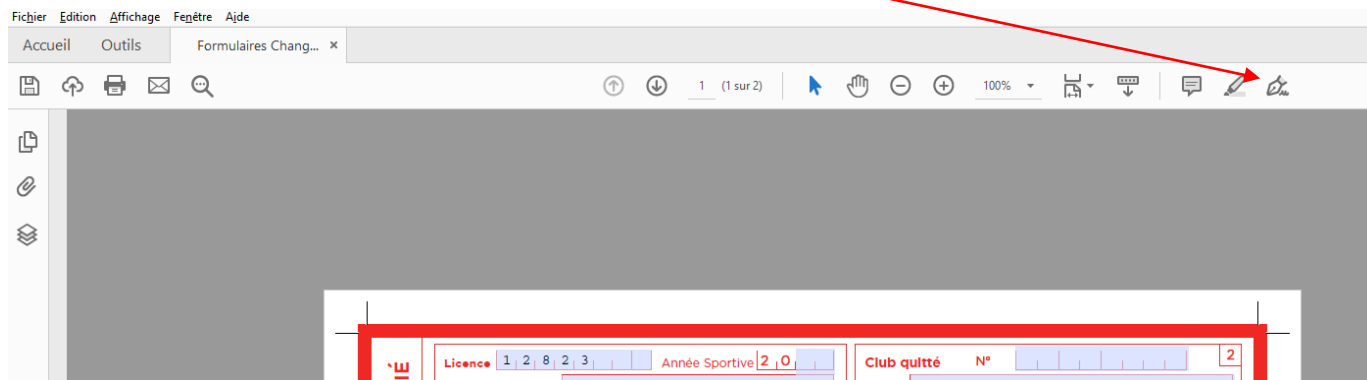 Fichier Edition Affichage Fenêtre Aide
Accueil Outils Formulaires Chang... ×
1 (1 sur 2) 100%
Licence 1 2 8 2 3 Année Sportive 2 0 Club quitté N° 2